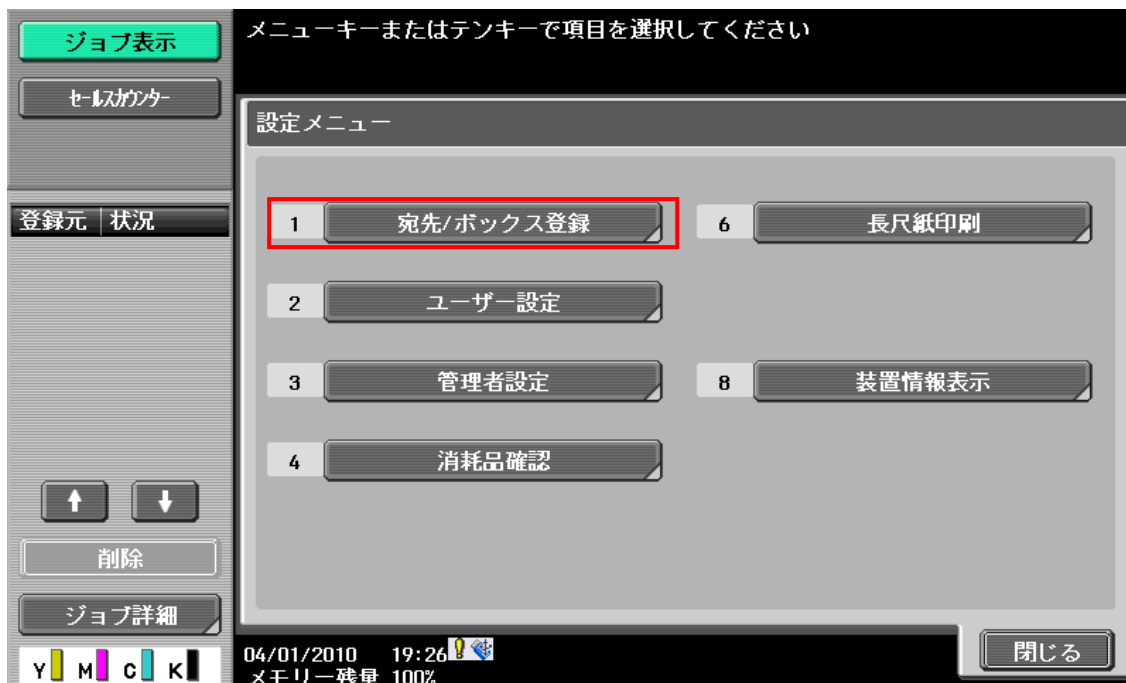 ジョブ表示
セールスカウンター
登録元 状況
削除
ジョブ詳細
Y M C K
メニューキーまたはテンキーで項目を選択してください
設定メニュー
1 宛先/ボックス登録
6 長尺紙印刷
2 ユーザー設定
3 管理者設定
8 装置情報表示
4 消耗品確認
04/01/2010 19:26
メモリー残量 100%
閉じる